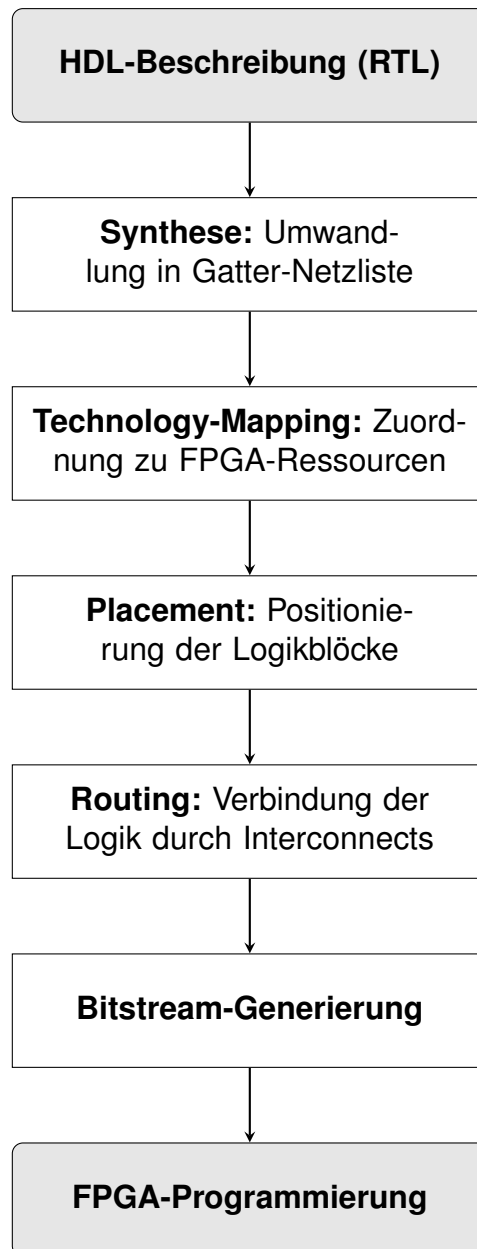 HDL-Beschreibung (RTL)
Synthese: Umwand-
lung in Gatter-Netzliste
Technology-Mapping: Zuord-
nung zu FPGA-Ressourcen
Placement: Positionie-
rung der Logikblöcke
Routing: Verbindung der
Logik durch Interconnects
Bitstream-Generierung
FPGA-Programmierung